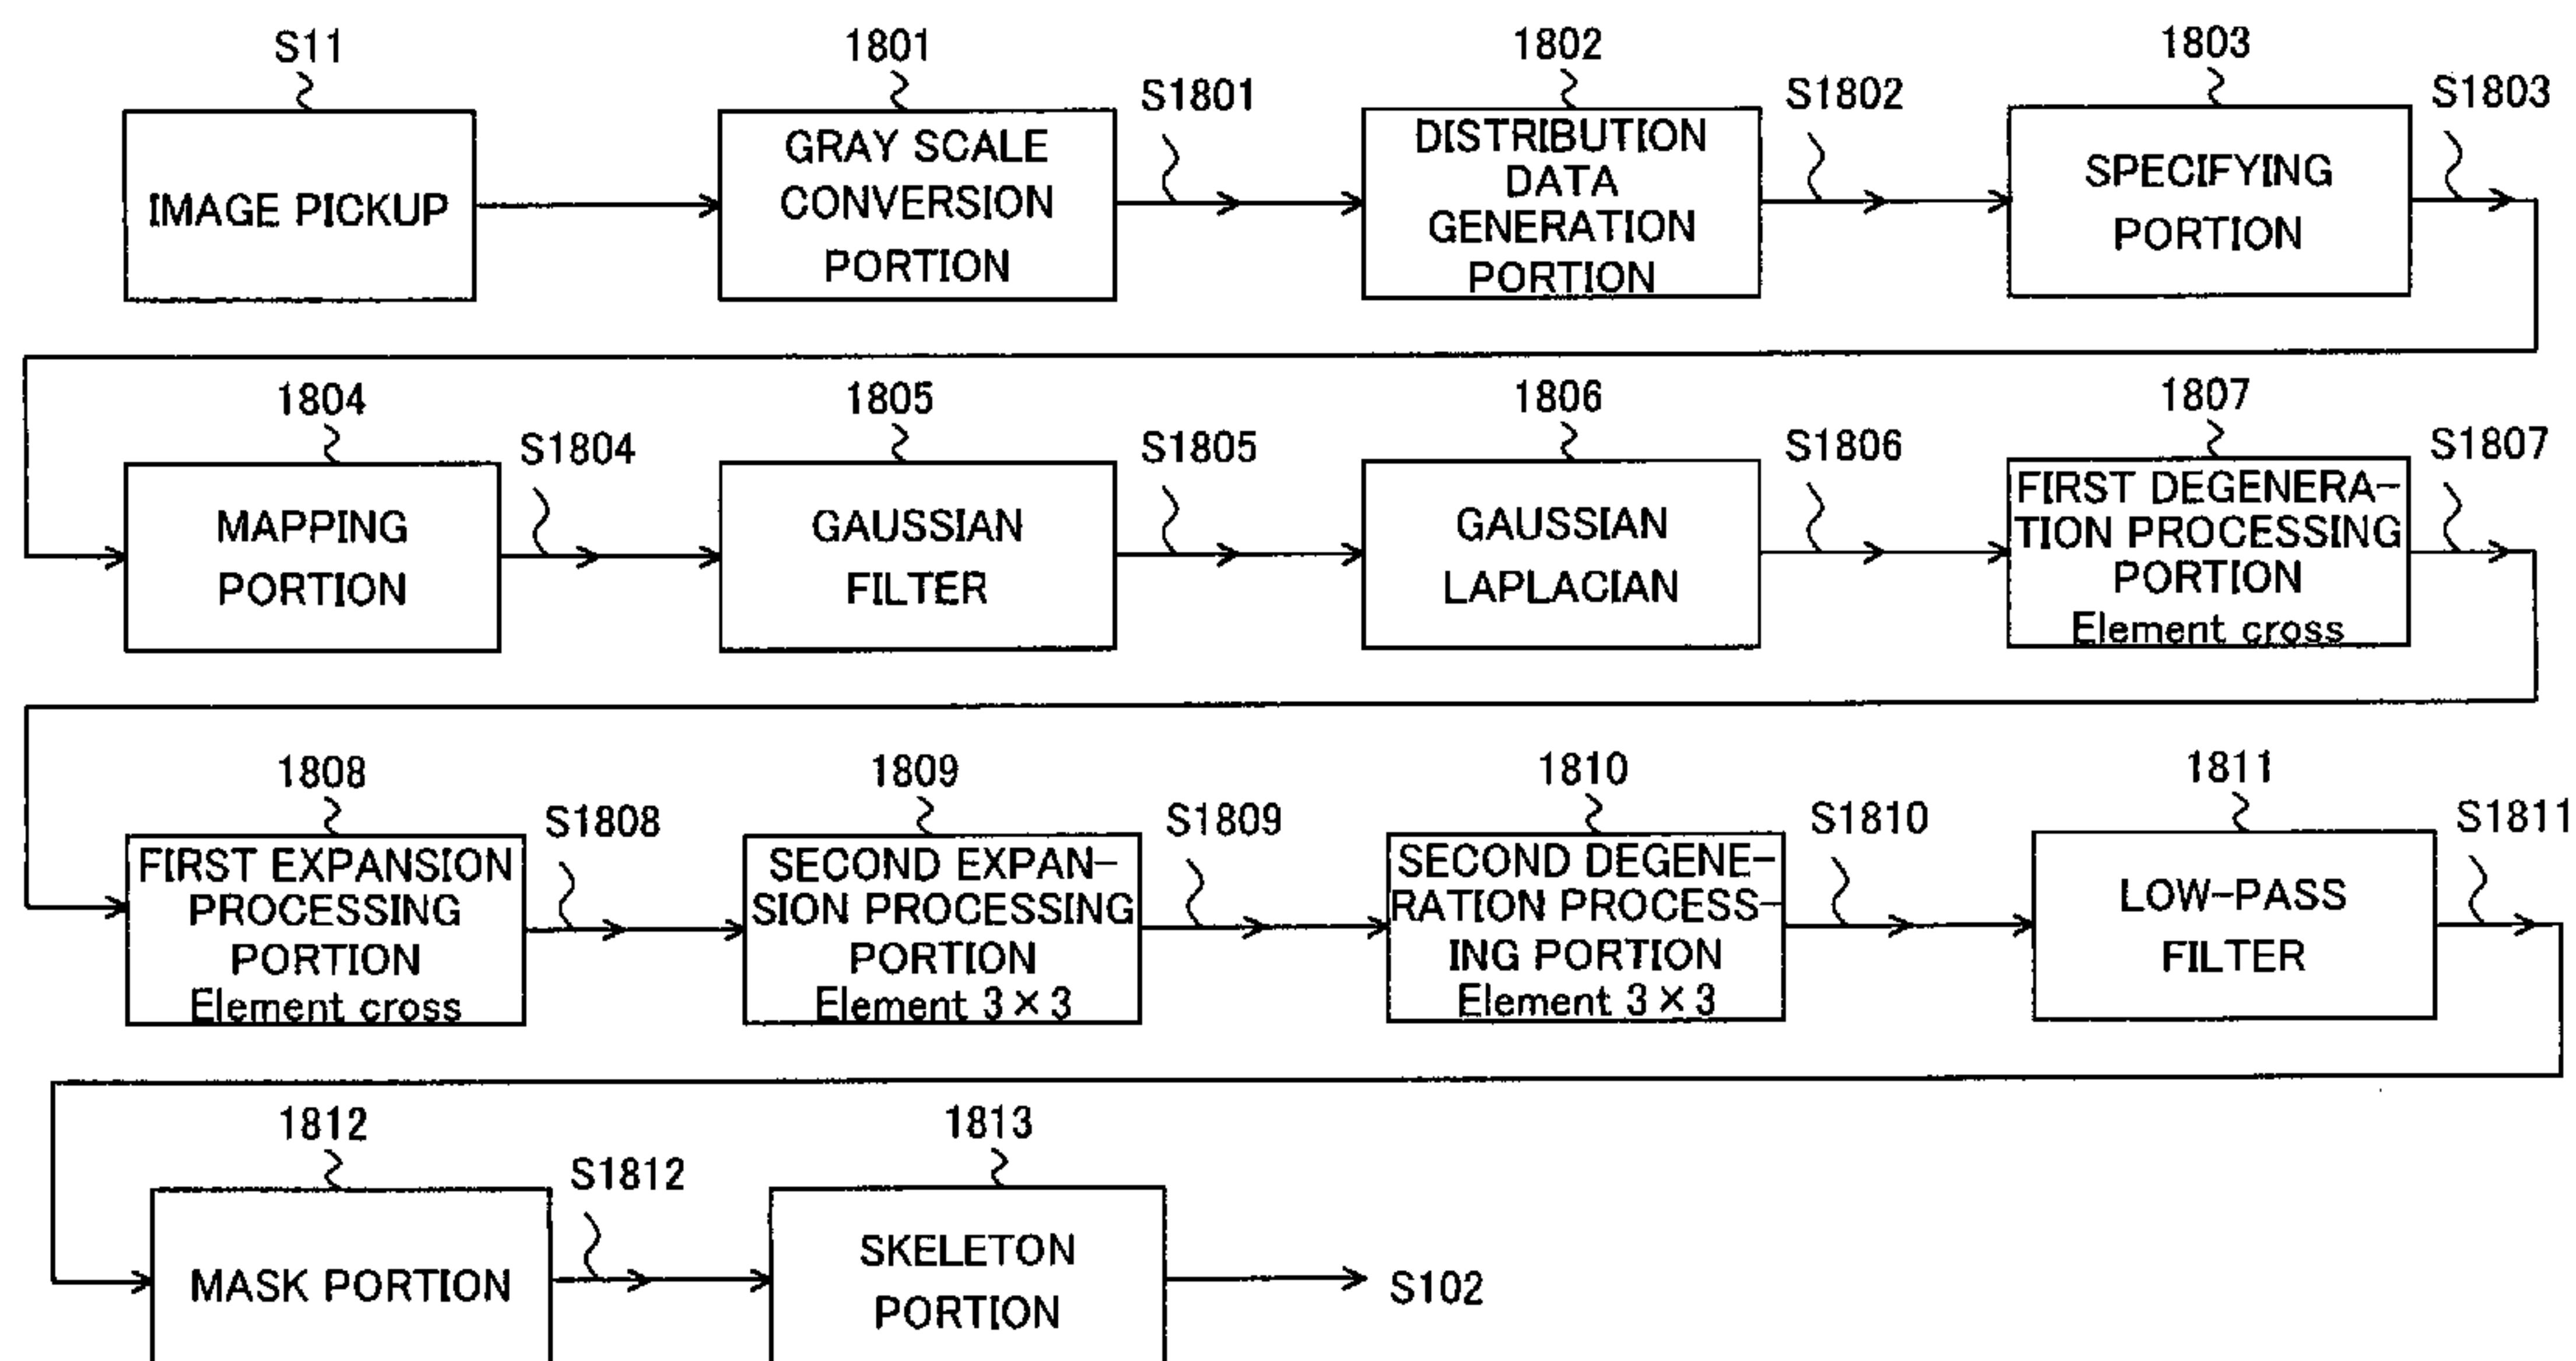 S11
1801
1802
1803
S1801
S1802
S1803
IMAGE PICKUP
GRAY SCALE
CONVERSION
PORTION
DISTRIBUTION
DATA
GENERATION
PORTION
SPECIFYING
PORTION
1804
1805
1806
1807
S1804
S1805
S1806
S1807
MAPPING
PORTION
GAUSSIAN
FILTER
GAUSSIAN
LAPLACIAN
FIRST DEGENERA-
TION PROCESSING
PORTION
Element cross
1808
1809
1810
1811
S1808
S1809
S1810
S1811
FIRST EXPANSION
PROCESSING
PORTION
Element cross
SECOND EXPAN-
SION PROCESSING
PORTION
Element 3×3
SECOND DEGENE-
RATION PROCESS-
ING PORTION
Element 3×3
LOW-PASS
FILTER
1812
1813
S1812
MASK PORTION
SKELETON
PORTION
S102